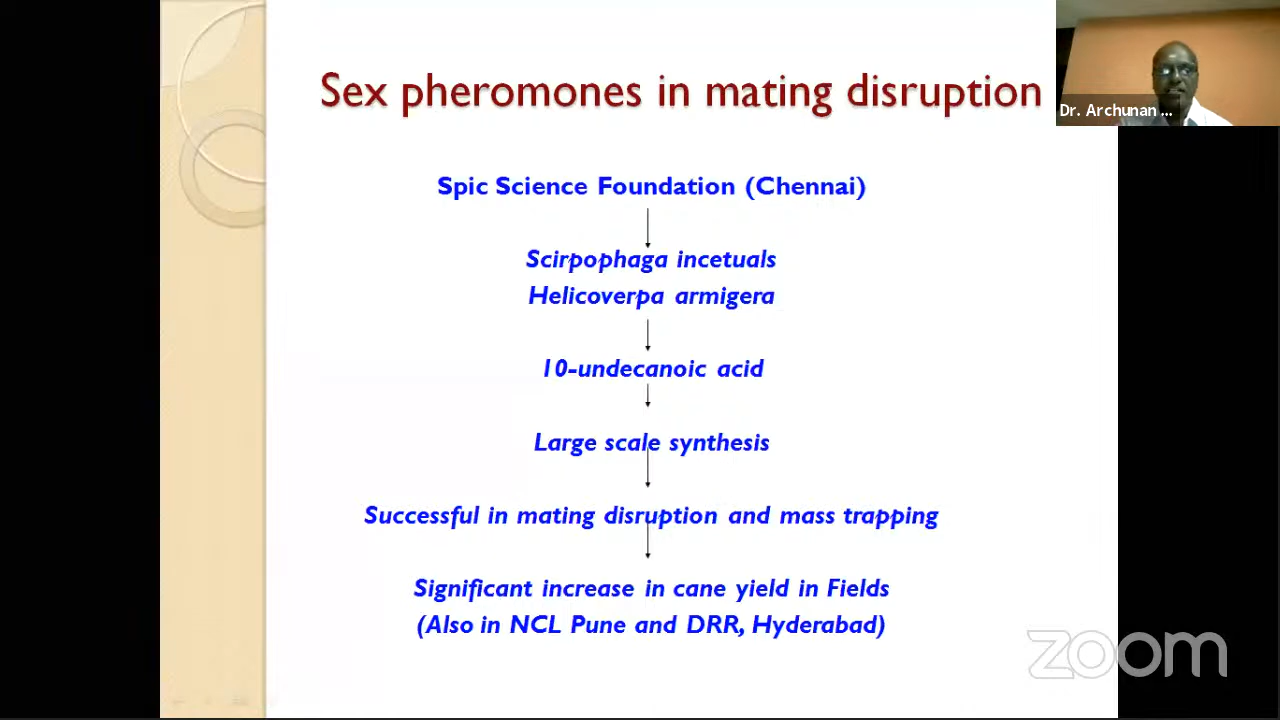 Sex pheromones in mating disruption
Dr. Archunan ...
Spic Science Foundation (Chennai)
Scirpophaga incetuals
Helicoverpa armigera
10-undecanoic acid
Large scale synthesis
Successful in mating disruption and mass trapping
Significant increase in cane yield in Fields
(Also in NCL Pune and DRR, Hyderabad)
zoom